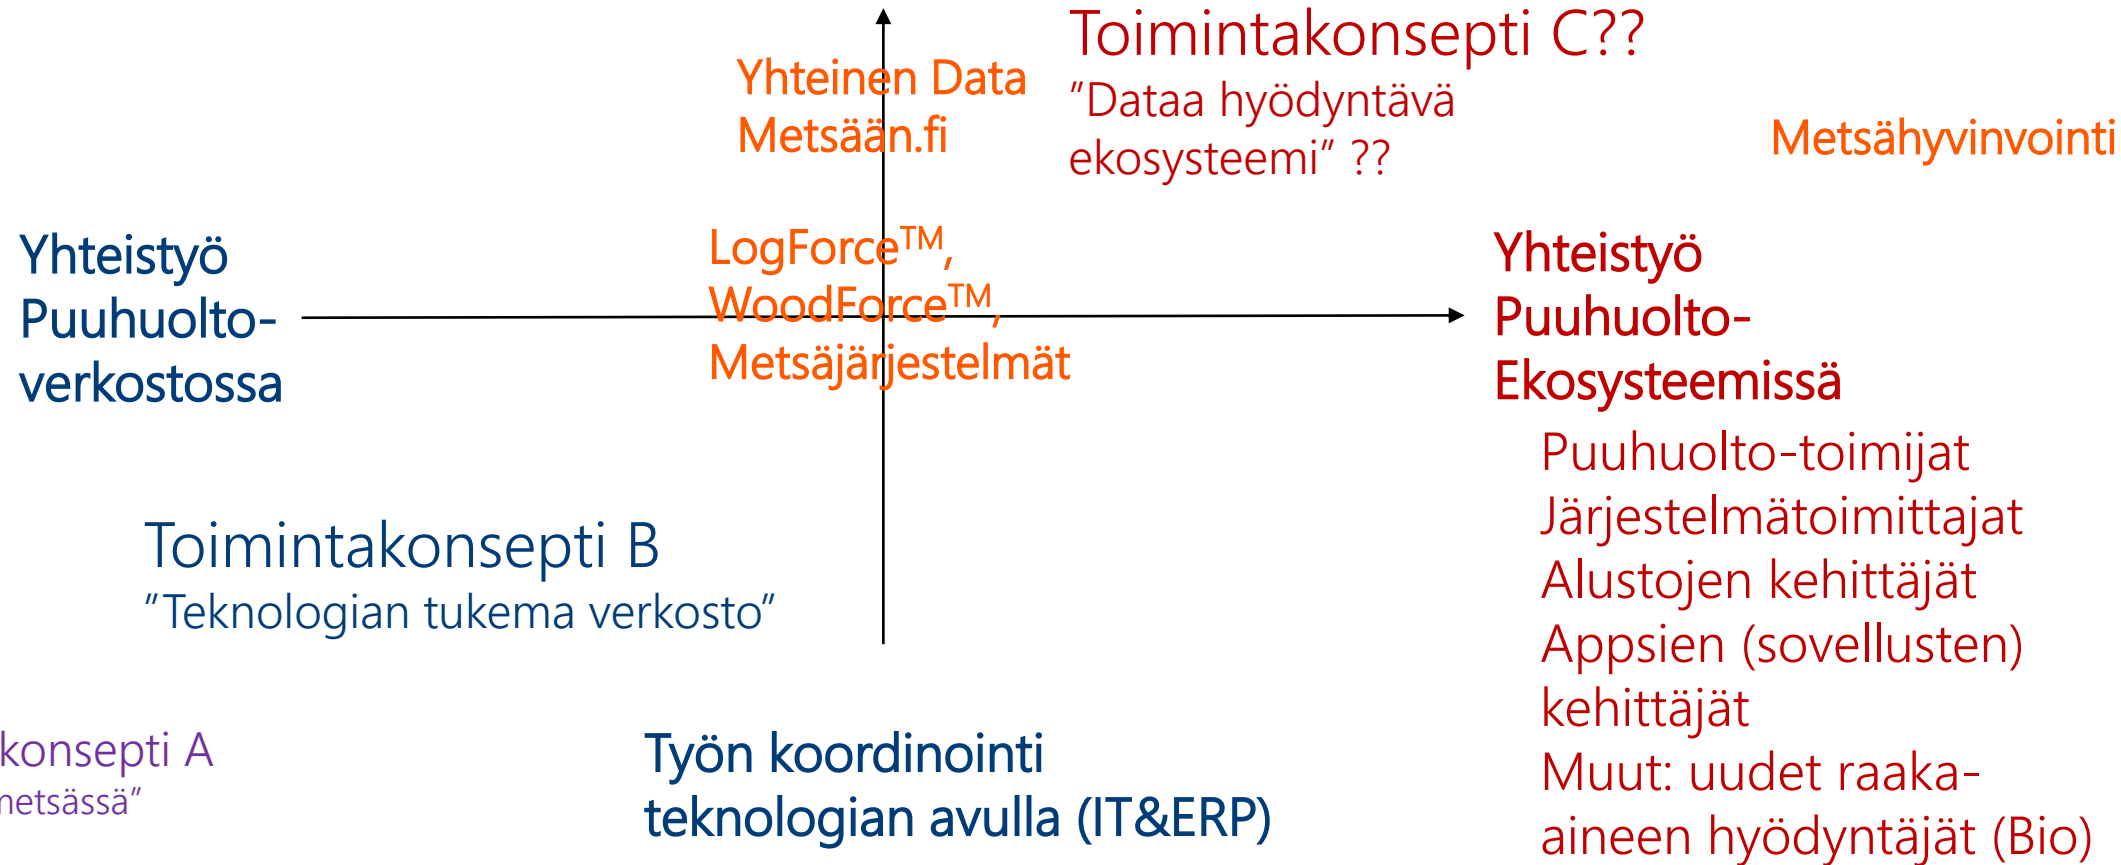 Toimintakonsepti C??
"Dataa hyödyntävä
ekosysteemi" ??
Yhteinen Data
Metsään.fi
Metsähyvinvointi
Yhteistyö
Puuhuolto-
verkostossa
LogForce™,
WoodForce™,
Metsäjärjestelmät
Yhteistyö
Puuhuolto-
Ekosysteemissä
Puuhuolto-toimijat
Järjestelmätoimittajat
Alustojen kehittäjät
Appsien (sovellusten)
kehittäjät
Muut: uudet raaka-
aineen hyödyntäjät (Bio)
Toimintakonsepti B
"Teknologian tukema verkosto"
konsepti A
metsässä"
Työn koordinointi
teknologian avulla (IT&ERP)